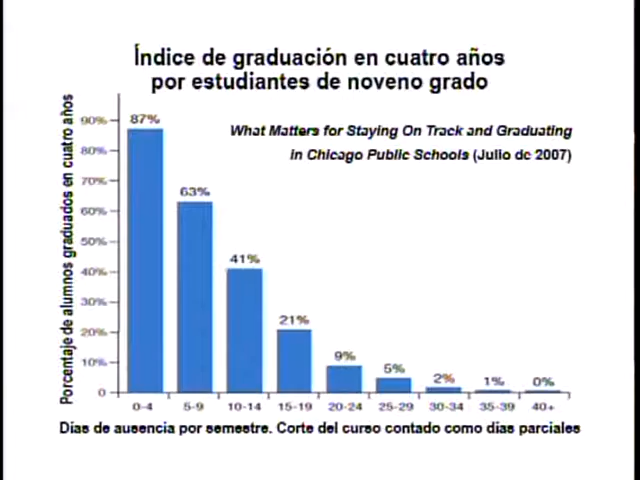 Índice de graduación en cuatro años
por estudiantes de noveno grado
What Matters for Staying On Track and Graduating
in Chicago Public Schools (Julio de 2007)
Porcentaje de alumnos graduados en cuatro años
90%
80%
70%
60%
50%
40%
30%
20%
10%
0
87%
63%
41%
21%
9%
5%
2%
1%
0%
0-4 5-9 10-14 15-19 20-24 25-29 30-34 35-39 40+
Dias de ausencia por semestre. Corte del curso contado como dias parciales